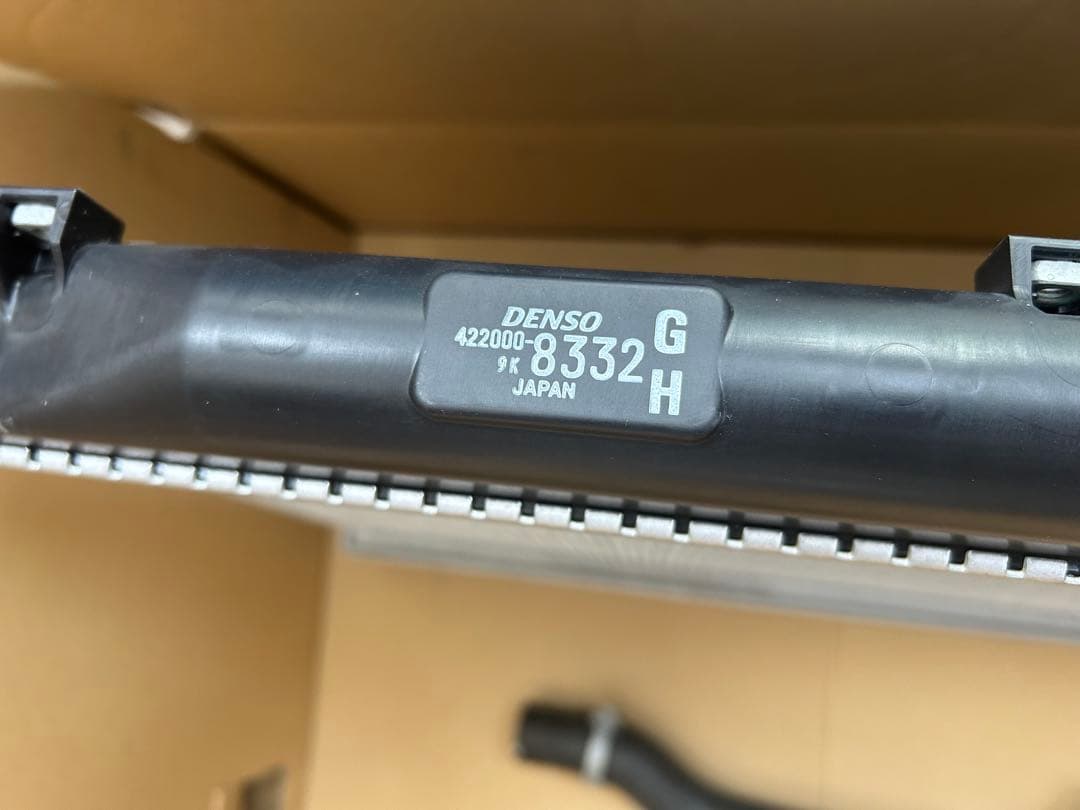 DENSO
422000-8332
9K
JAPAN
G
H